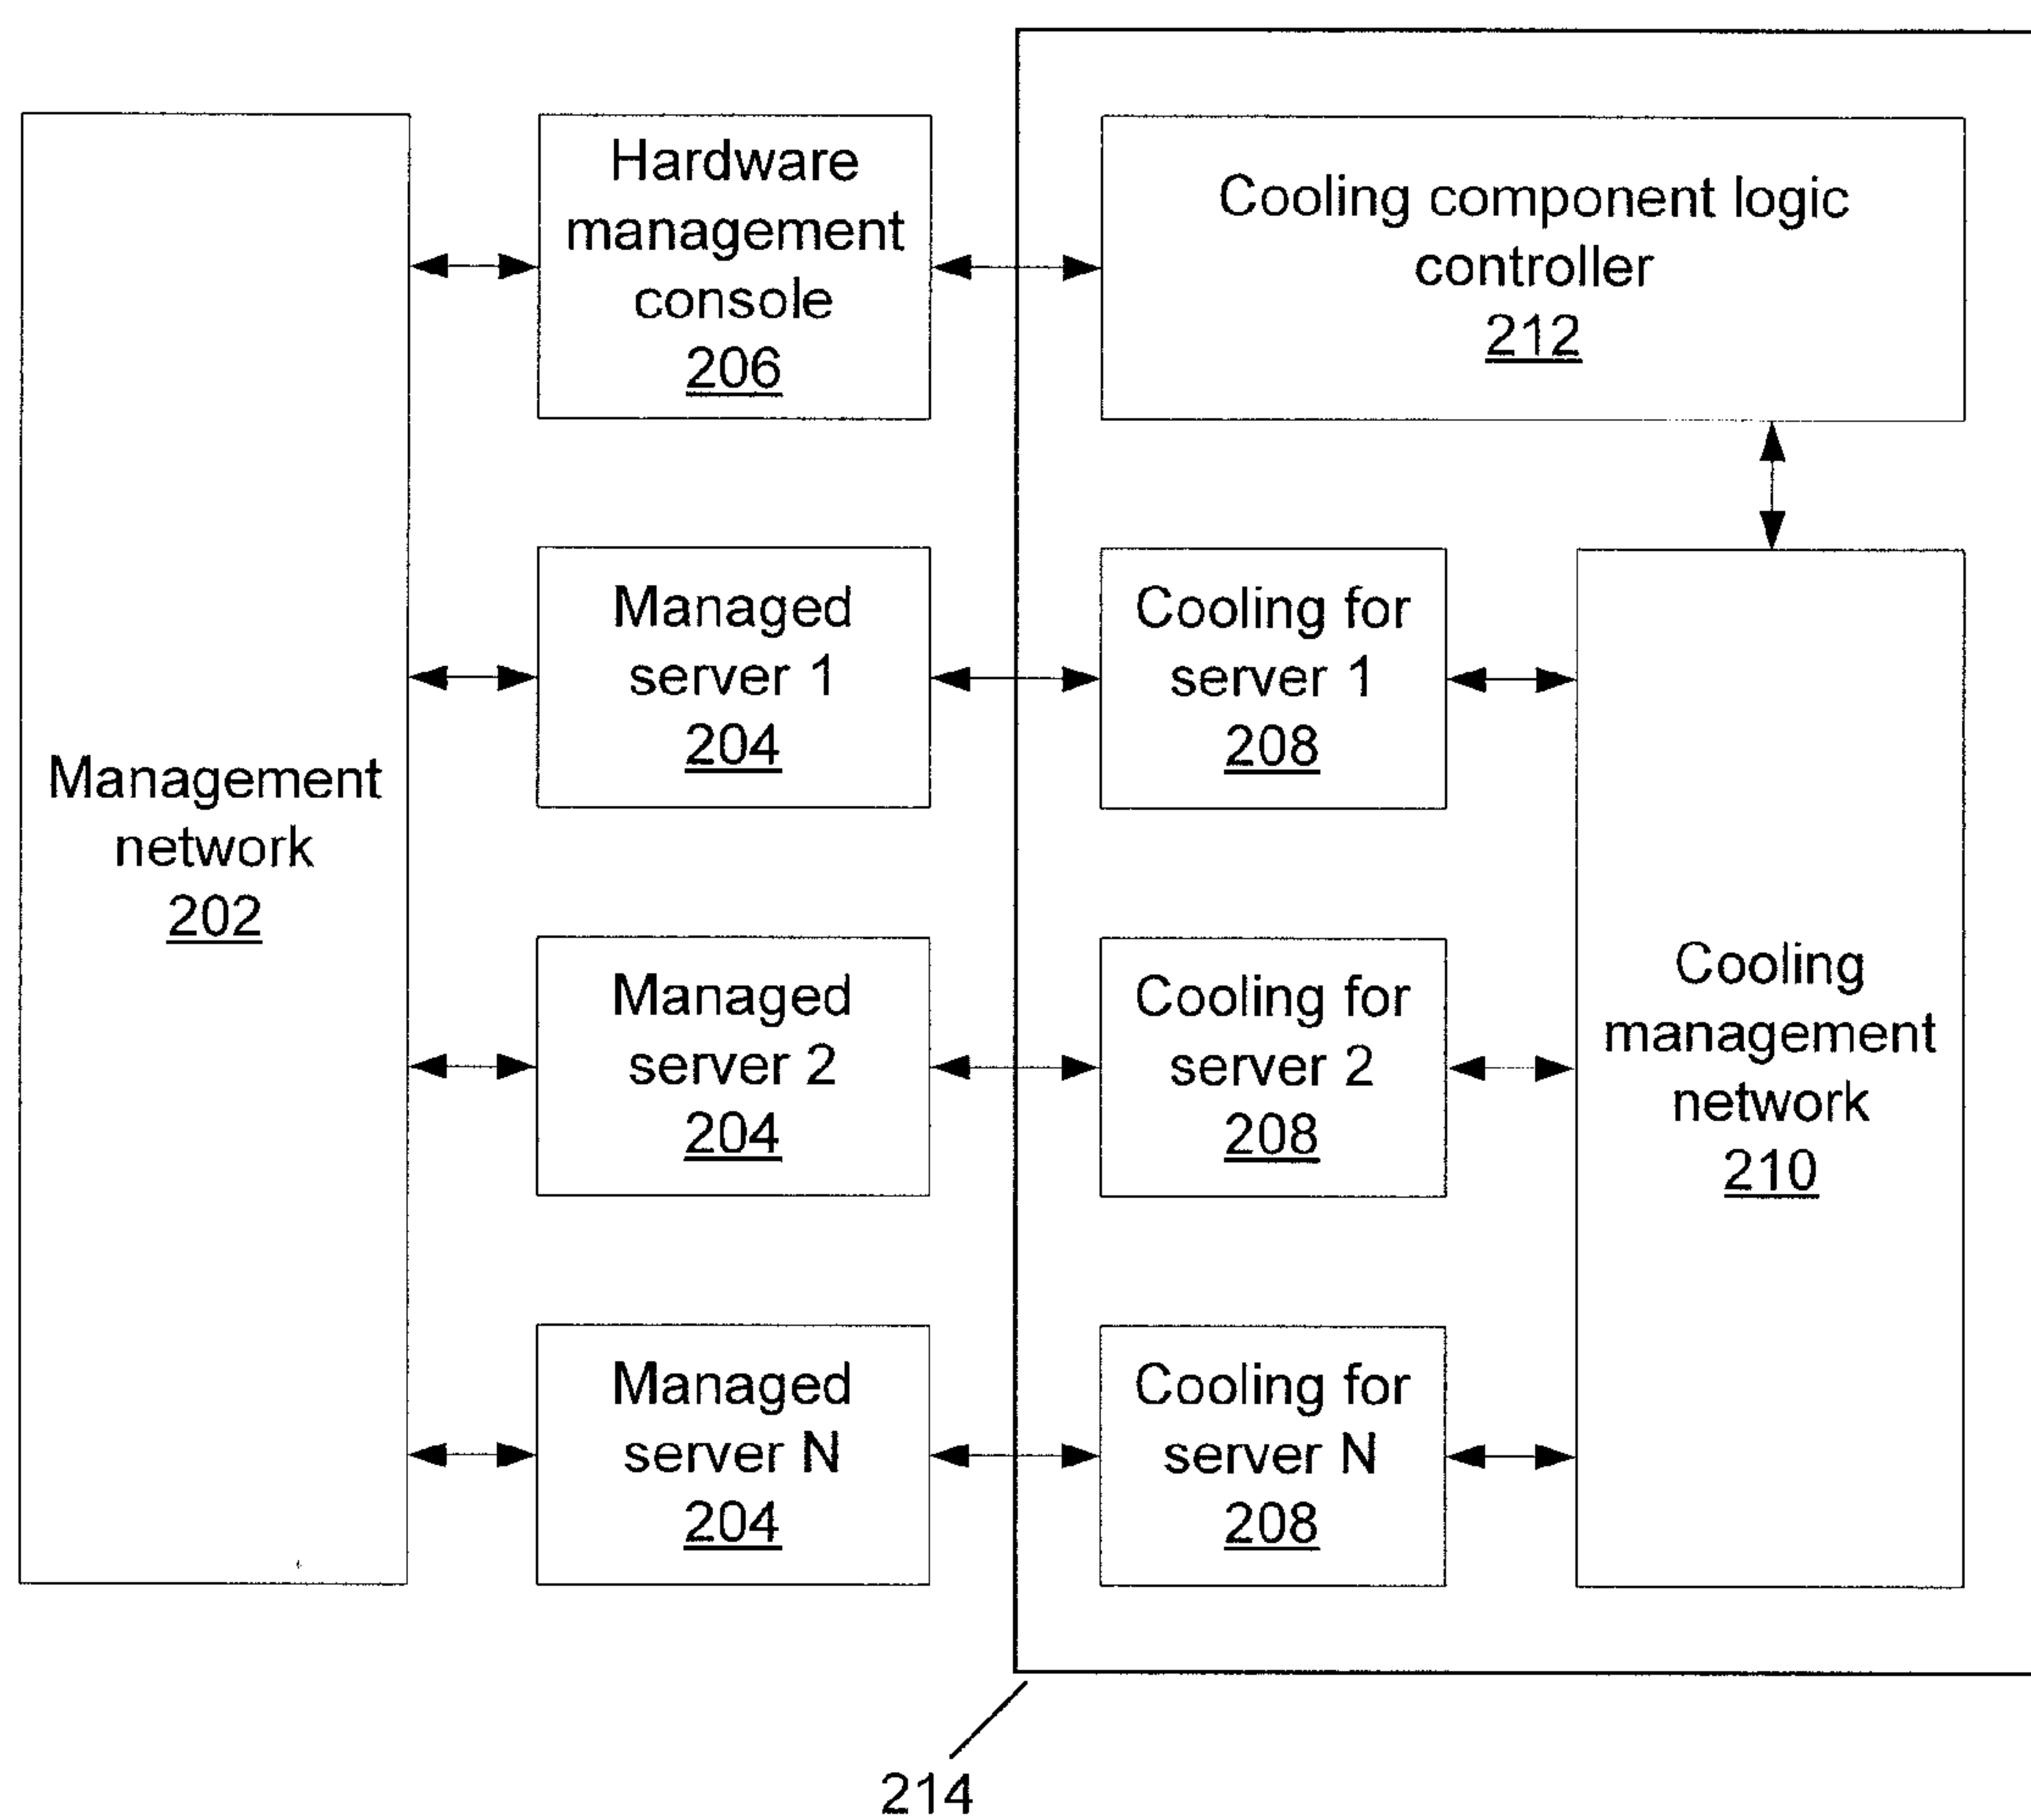 Hardware
management
console
206
Cooling component logic
controller
212
Managed
server 1
204
Cooling for
server 1
208
Management
network
202
Managed
server 2
204
Cooling for
server 2
208
Cooling
management
network
210
Managed
server N
204
Cooling for
server N
208
214